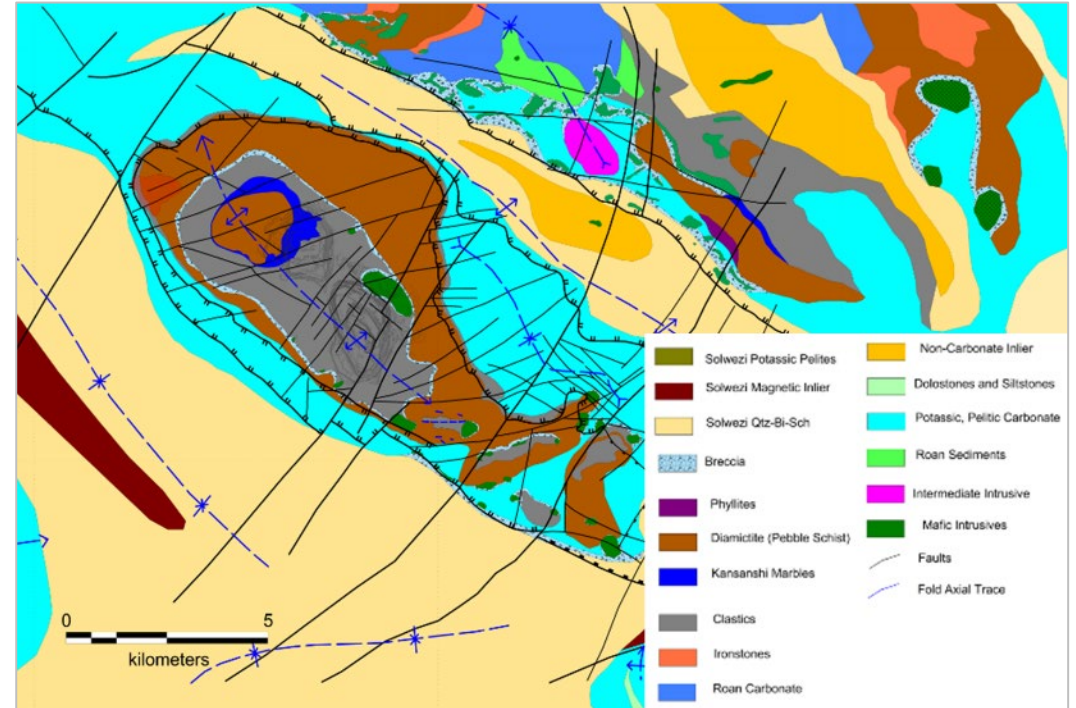 Solwezi Potassic Pelites
Solwezi Magnetic Inlier
Solwezi Qtz-Bi-Sch
Breccia
Phyllites
Diamictite (Pebble Schist)
Kansanshi Marbles
Clastics
Ironstones
Roan Carbonate
Non-Carbonate Inlier
Dolostones and Siltstones
Potassic, Pelitic Carbonate
Roan Sediments
Intermediate Intrusive
Mafic Intrusives
Faults
Fold Axial Trace
0 5
kilometers